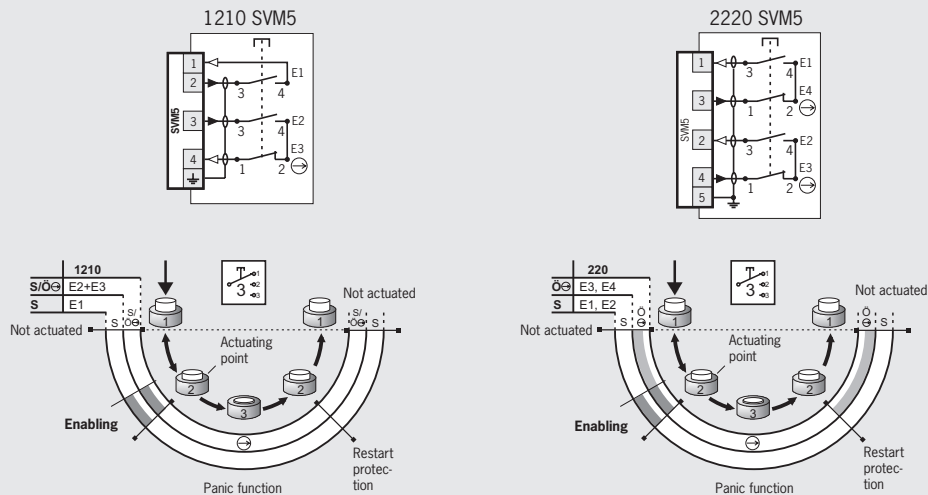 1210 SVM5
SVM5
1
2
3
4
3
4
E1
3
4
E2
1
2
E3
2220 SVM5
SVM5
1
3
2
4
5
3
4
E1
1
2
E4
3
4
E2
1
2
E3
1210
S/Ö E2+E3
S E1
Not actuated
S
S/
Ö
1
3
1
2
3
1
Not actuated
S/
Ö
S
Actuating
point
2
2
3
Enabling
Restart
protec-
tion
Panic function
220
Ö E3, E4
S E1, E2
Not actuated
S
Ö
1
3
1
2
3
1
Not actuated
Ö
S
Actuating
point
2
2
3
Enabling
Restart
protec-
tion
Panic function